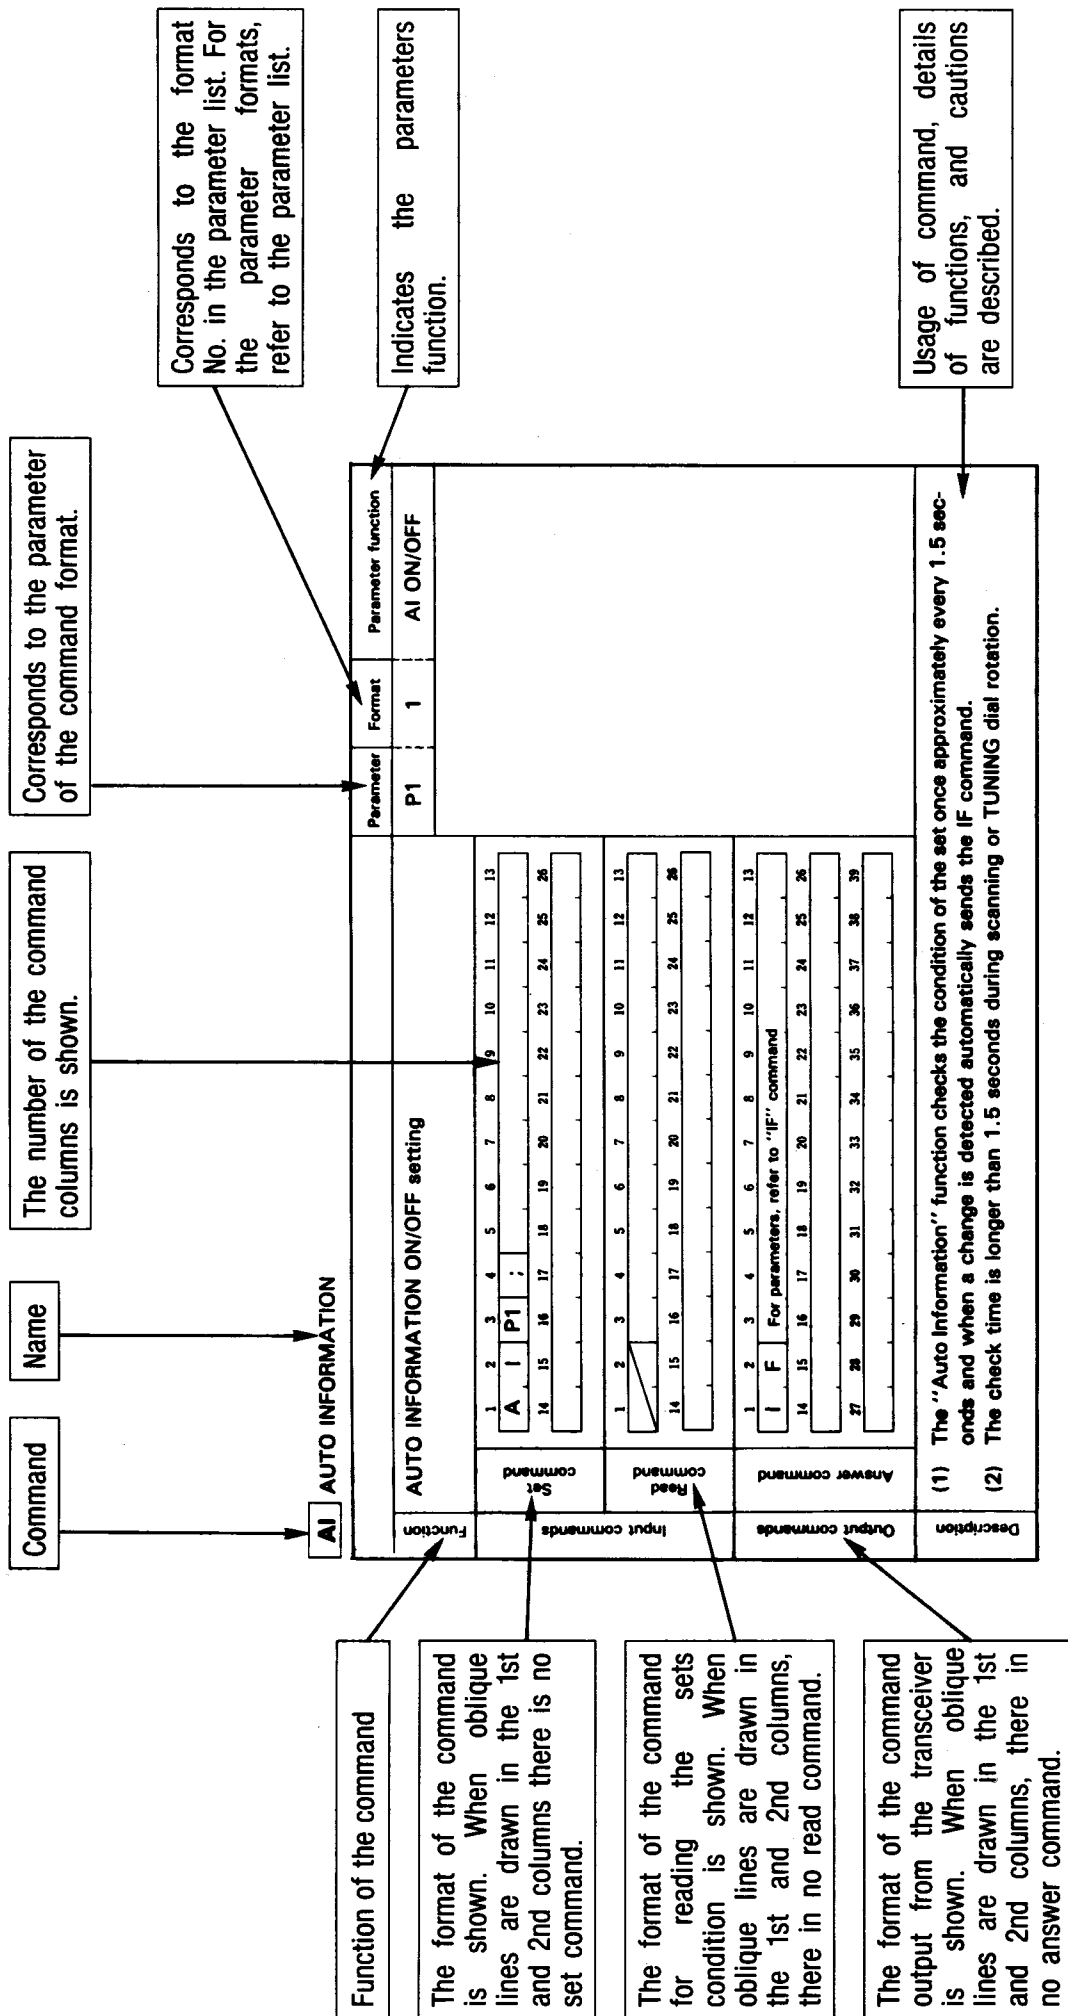 Command
Name
The number of the command
columns is shown.
Corresponds to the parameter
of the command format.
Corresponds to the format
No. in the parameter list. For
the parameter formats,
refer to the parameter list.
Indicates the parameters
function.
Usage of command, details
of functions, and cautions
are described.
Function of the command
The format of the command
is shown. When oblique
lines are drawn in the 1st
and 2nd columns there is no
set command.
The format of the command
for reading the sets
condition is shown. When
oblique lines are drawn in
the 1st and 2nd columns,
there in no read command.
The format of the command
output from the transceiver
is shown. When oblique
lines are drawn in the 1st
and 2nd columns, there in
no answer command.
AI AUTO INFORMATION
Parameter Format Parameter function
Function AUTO INFORMATION ON/OFF setting P1 1 AI ON/OFF
Input commands
Set
command
1 2 3 4 5 6 7 8 9 10 11 12 13
A I P1 ;
14 15 16 17 18 19 20 21 22 23 24 25 26
Read
command
1 2 3 4 5 6 7 8 9 10 11 12 13
14 15 16 17 18 19 20 21 22 23 24 25 26
Output commands
Answer command
1 2 3 4 5 6 7 8 9 10 11 12 13
I F For parameters, refer to "IF" command
14 15 16 17 18 19 20 21 22 23 24 25 26
27 28 29 30 31 32 33 34 35 36 37 38 39
Description
(1) The "Auto Information" function checks the condition of the set once approximately every 1.5 sec-
onds and when a change is detected automatically sends the IF command.
(2) The check time is longer than 1.5 seconds during scanning or TUNING dial rotation.